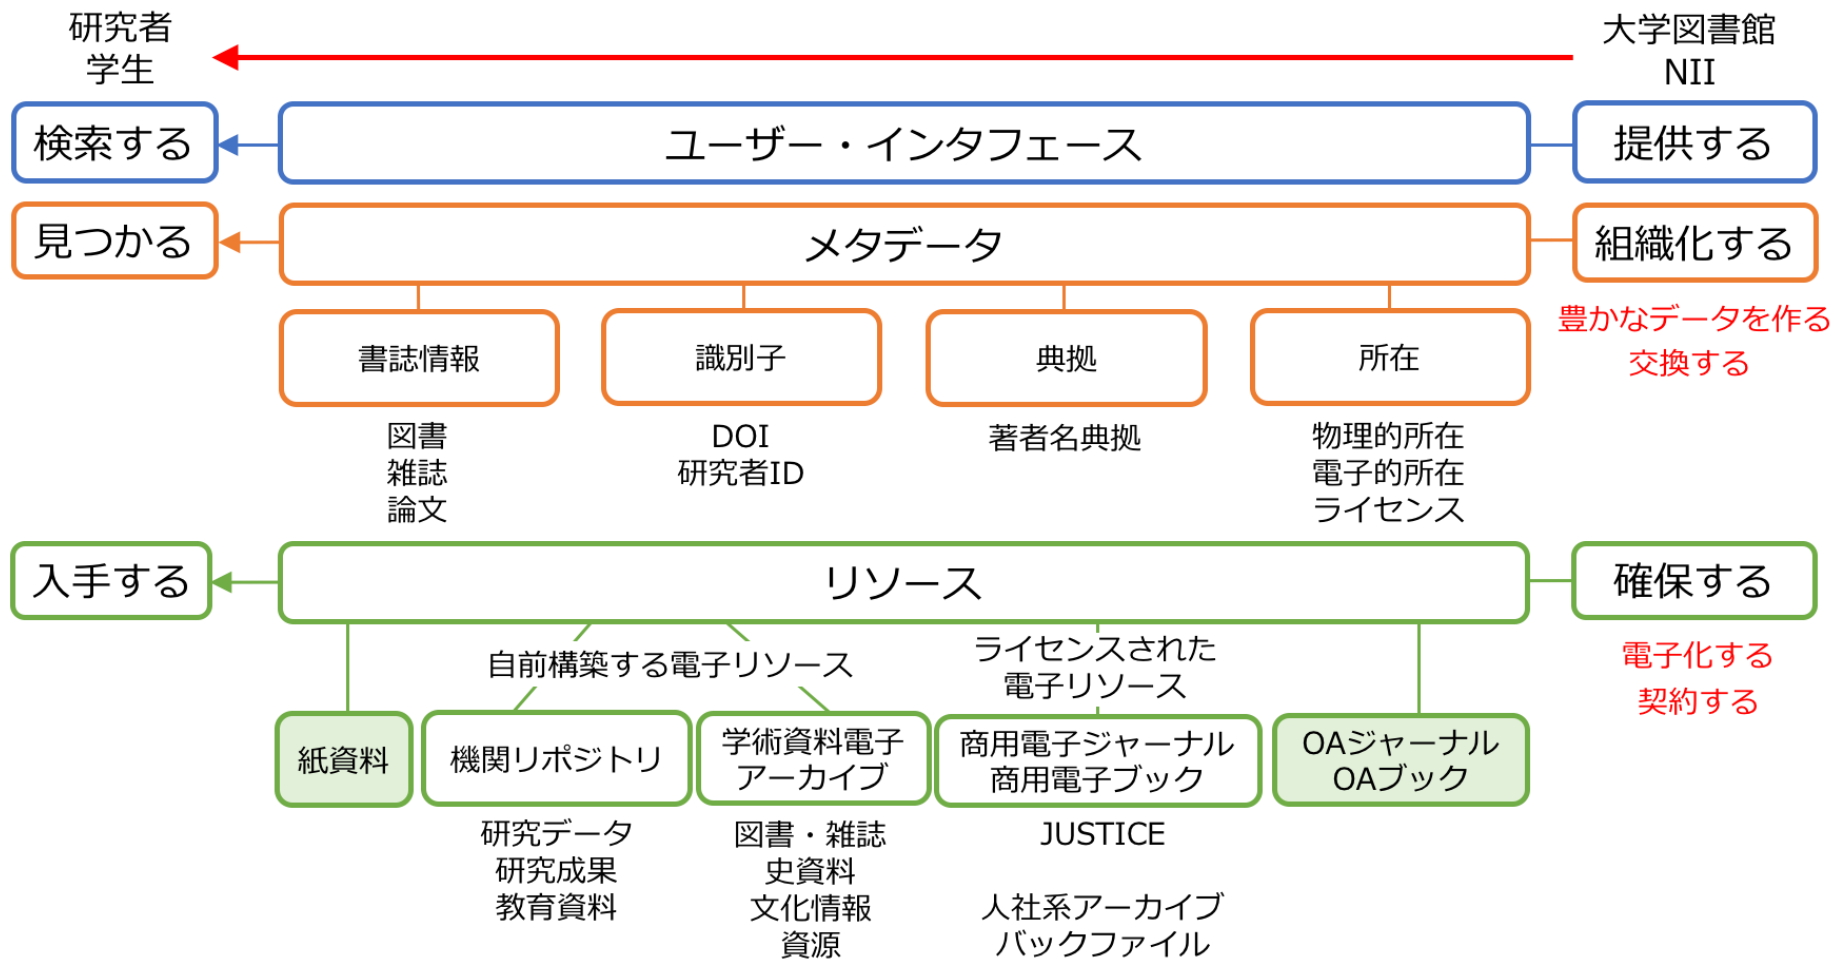 研究者
学生
大学図書館
NII
検索する
ユーザー・インタフェース
提供する
見つかる
メタデータ
組織化する
豊かなデータを作る
交換する
書誌情報
識別子
典拠
所在
図書
雑誌
論文
DOI
研究者ID
著者名典拠
物理的所在
電子的所在
ライセンス
入手する
リソース
確保する
電子化する
契約する
自前構築する電子リソース
ライセンスされた
電子リソース
紙資料
機関リポジトリ
学術資料電子
アーカイブ
商用電子ジャーナル
商用電子ブック
OAジャーナル
OAブック
研究データ
研究成果
教育資料
図書・雑誌
史資料
文化情報
資源
JUSTICE
人社系アーカイブ
バックファイル